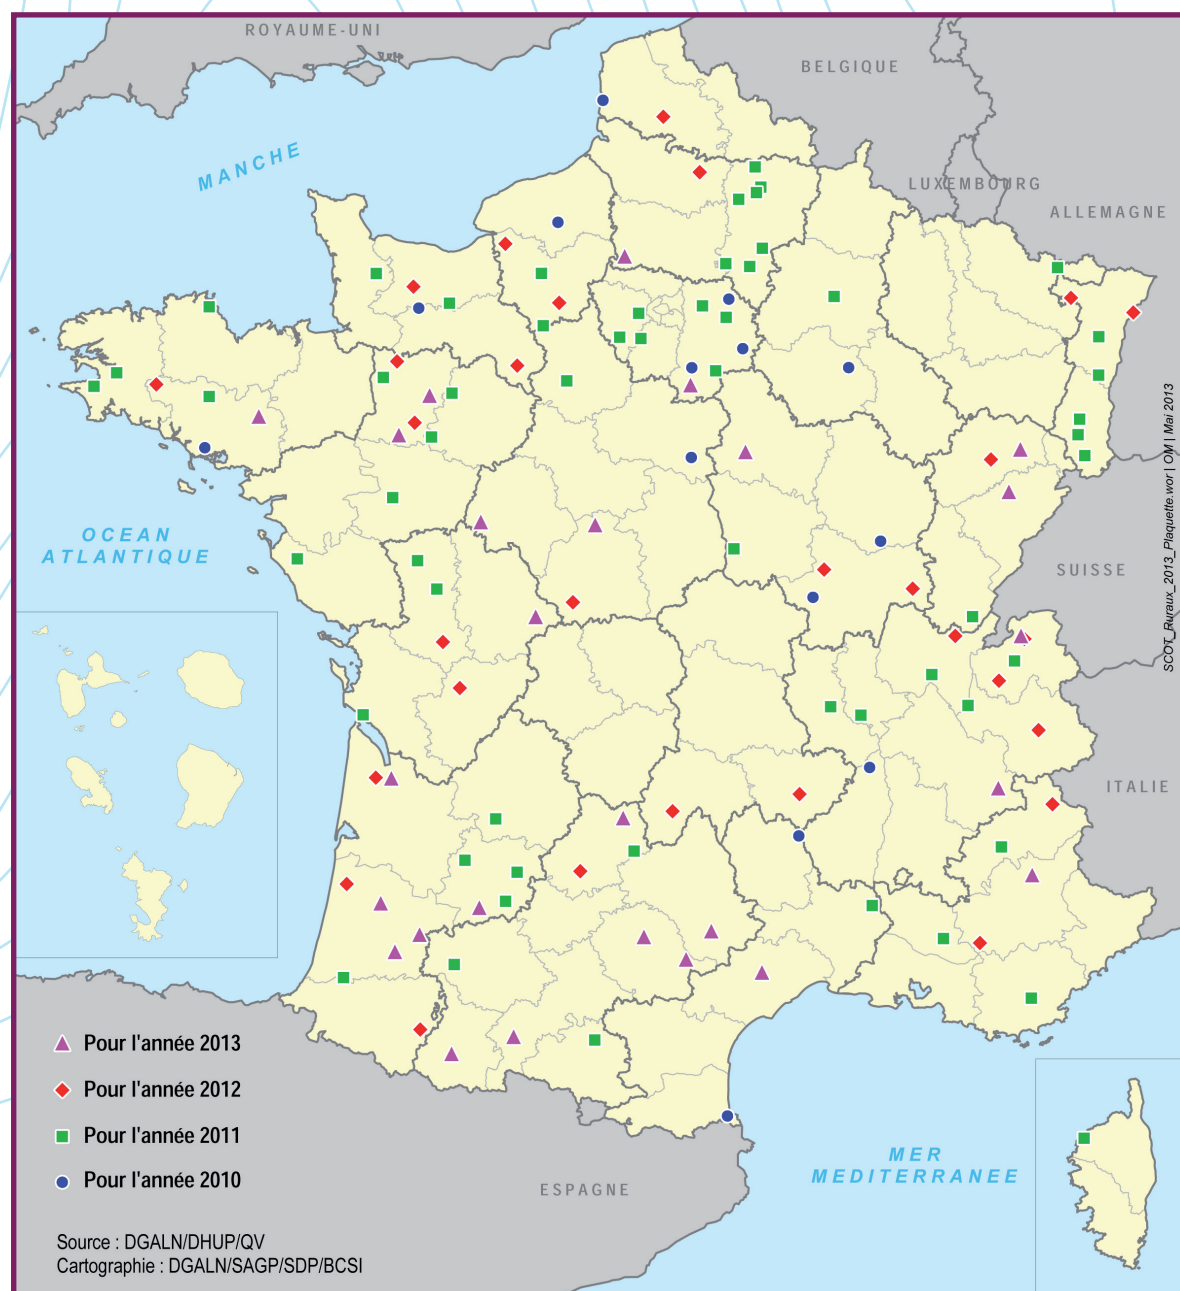 ROYAUME-UNI
BELGIQUE
MANCHE
LUXEMBOURG
ALLEMAGNE
OCEAN
ATLANTIQUE
SUISSE
SCOT_Ruraux_2013_Plaquette.wor | OM | Mai 2013
ITALIE
Pour l'année 2013
Pour l'année 2012
Pour l'année 2011
Pour l'année 2010
MER
MEDITERRANEE
ESPAGNE
Source : DGALN/DHUP/QV
Cartographie : DGALN/SAGP/SDP/BCSI